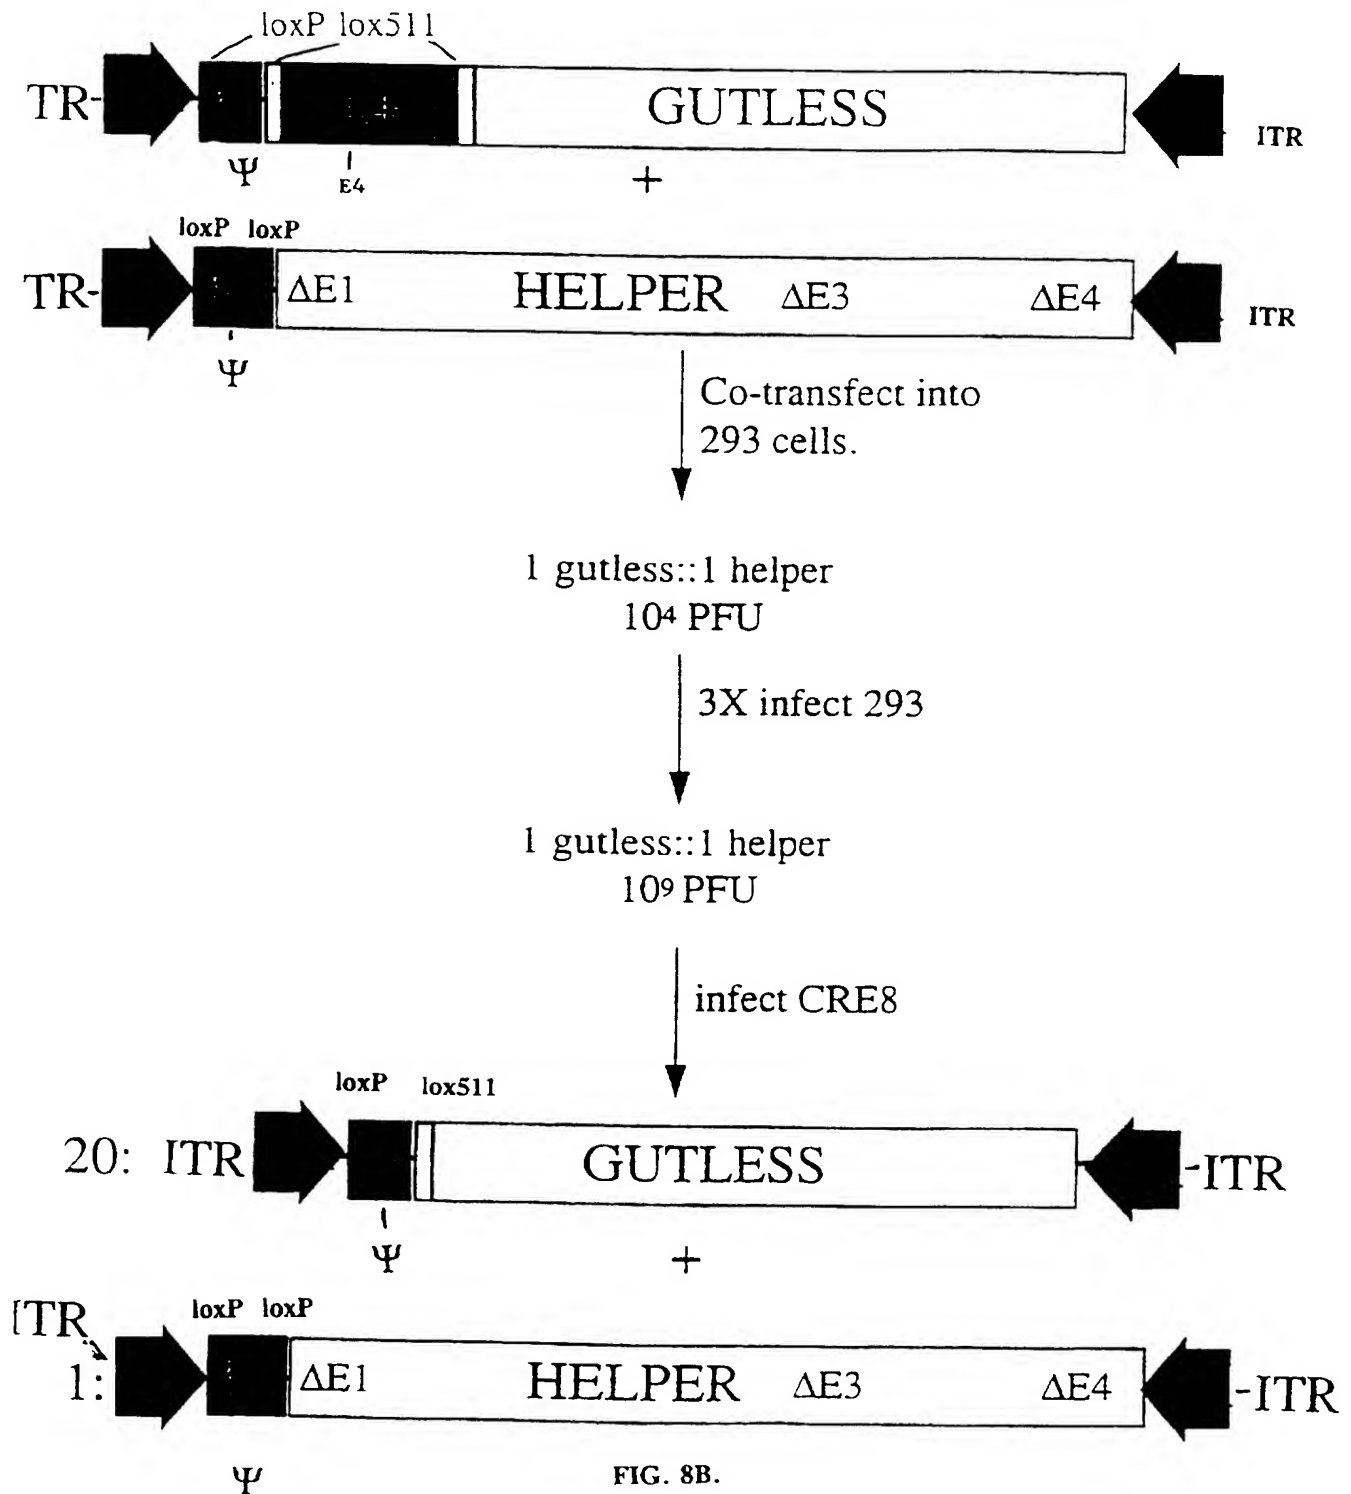 loxP lox511
TR- GUTLESS ITR
Ψ E4 +
loxP loxP
TR- ΔE1 HELPER ΔE3 ΔE4 ITR
Ψ
Co-transfect into
293 cells.
1 gutless::1 helper
10⁴ PFU
3X infect 293
1 gutless::1 helper
10⁹ PFU
infect CRE8
loxP lox511
20: ITR GUTLESS -ITR
Ψ +
loxP loxP
ITR
1: ΔE1 HELPER ΔE3 ΔE4 -ITR
Ψ
FIG. 8B.